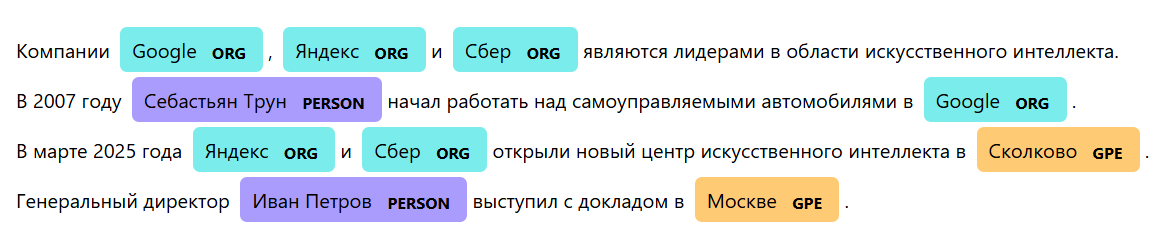 Компании Google ORG , Яндекс ORG и Сбер ORG являются лидерами в области искусственного интеллекта.
В 2007 году Себастьян Трун PERSON начал работать над самоуправляемыми автомобилями в Google ORG .
В марте 2025 года Яндекс ORG и Сбер ORG открыли новый центр искусственного интеллекта в Сколково GPE .
Генеральный директор Иван Петров PERSON выступил с докладом в Москве GPE .